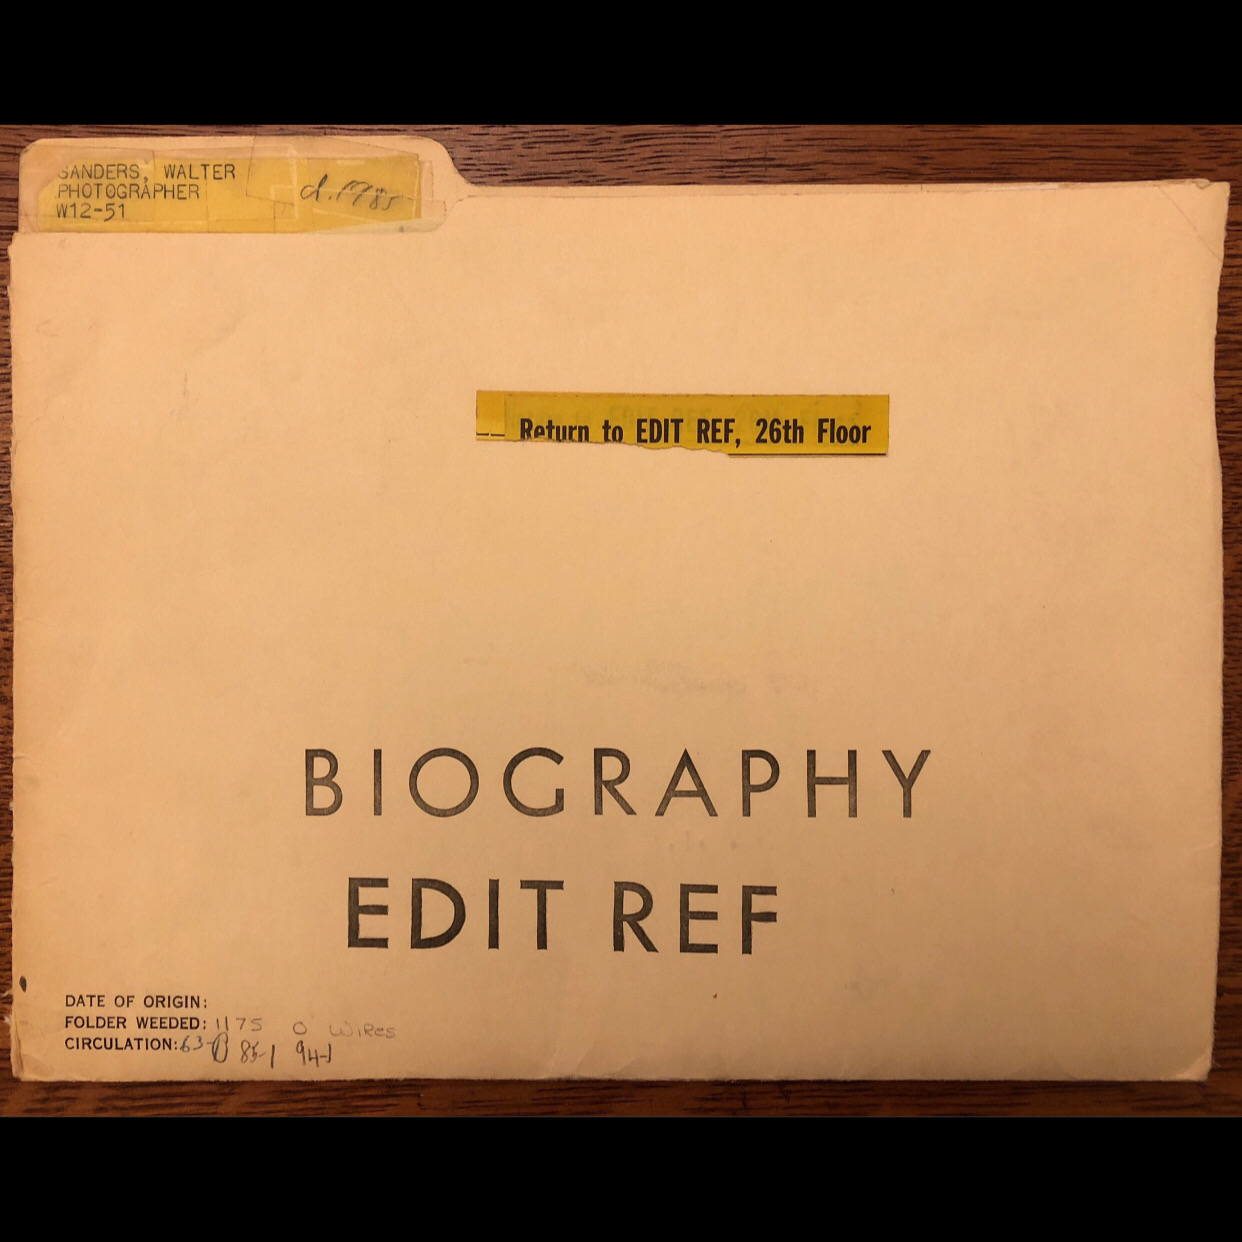 SANDERS, WALTER
PHOTOGRAPHER
W12-51
d. 1985
Return to EDIT REF, 26th Floor
BIOGRAPHY
EDIT REF
DATE OF ORIGIN:
FOLDER WEEDED: 1175 0 WIRES
CIRCULATION: 63- 85-1 94-1